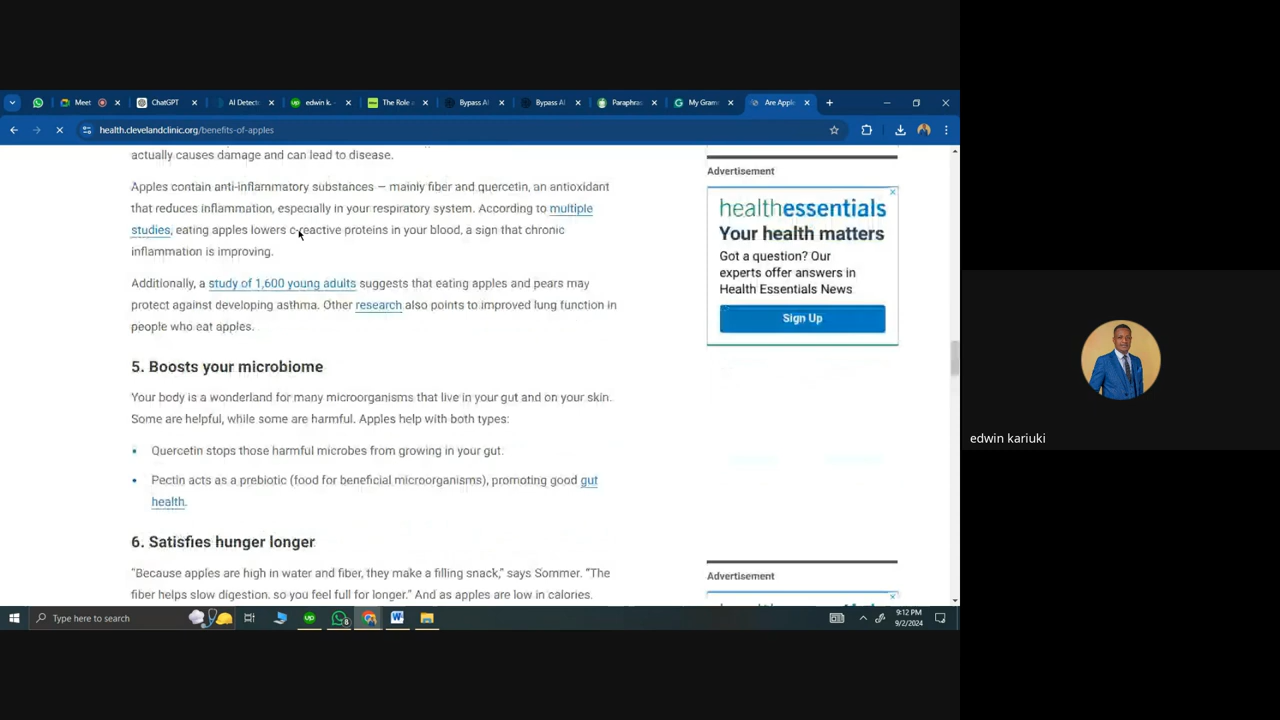 Meet
ChatGPT
AI Detect
edwin k. -
The Role
Bypass AI
Bypass AI
Paraphras
My Gram
Are Apple
health.clevelandclinic.org/benefits-of-apples
actually causes damage and can lead to disease.
Apples contain anti-inflammatory substances — mainly fiber and quercetin, an antioxidant
that reduces inflammation, especially in your respiratory system. According to multiple
studies, eating apples lowers c-reactive proteins in your blood, a sign that chronic
inflammation is improving.
Additionally, a study of 1,600 young adults suggests that eating apples and pears may
protect against developing asthma. Other research also points to improved lung function in
people who eat apples.
5. Boosts your microbiome
Your body is a wonderland for many microorganisms that live in your gut and on your skin.
Some are helpful, while some are harmful. Apples help with both types:
• Quercetin stops those harmful microbes from growing in your gut.
• Pectin acts as a prebiotic (food for beneficial microorganisms), promoting good gut
health.
6. Satisfies hunger longer
“Because apples are high in water and fiber, they make a filling snack,” says Sommer. “The
fiber helps slow digestion, so you feel full for longer.” And as apples are low in calories,
Advertisement
healthessentials
Your health matters
Got a question? Our
experts offer answers in
Health Essentials News
Sign Up
Advertisement
edwin kariuki
Type here to search
9:12 PM
9/2/2024